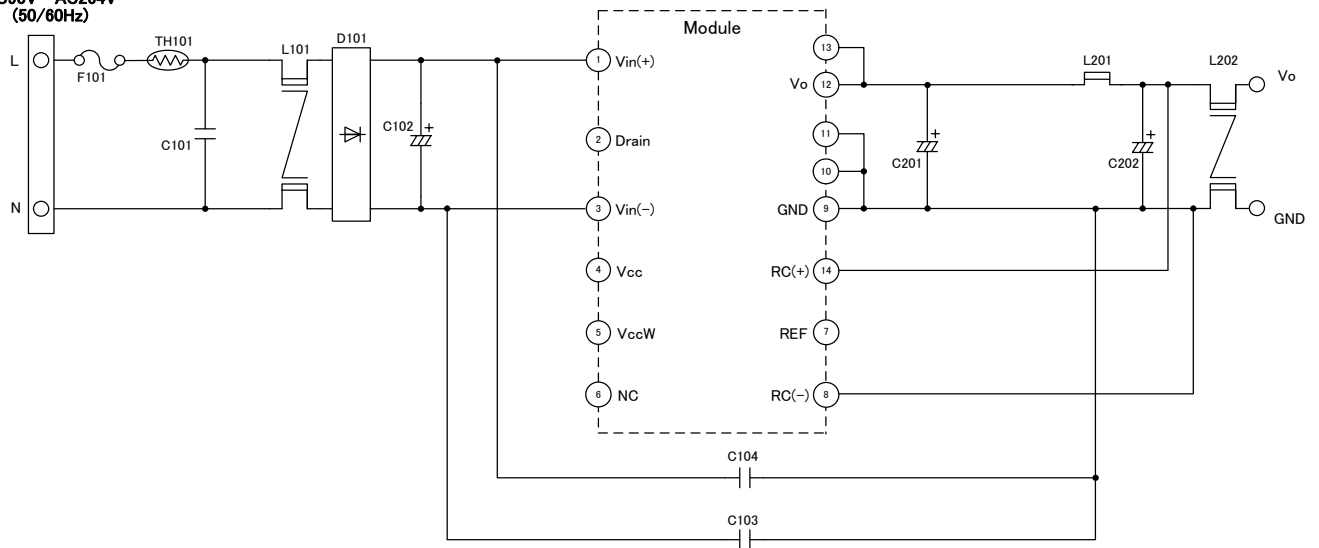 (50/60Hz)
L
F101
TH101
C101
L101
D101
C102
N
Module
1
Vin(+)
2
Drain
3
Vin(-)
4
Vcc
5
VccW
6
NC
13
Vo
12
11
10
GND
9
RC(+)
14
REF
7
RC(-)
8
C201
L201
C202
L202
Vo
GND
C104
C103